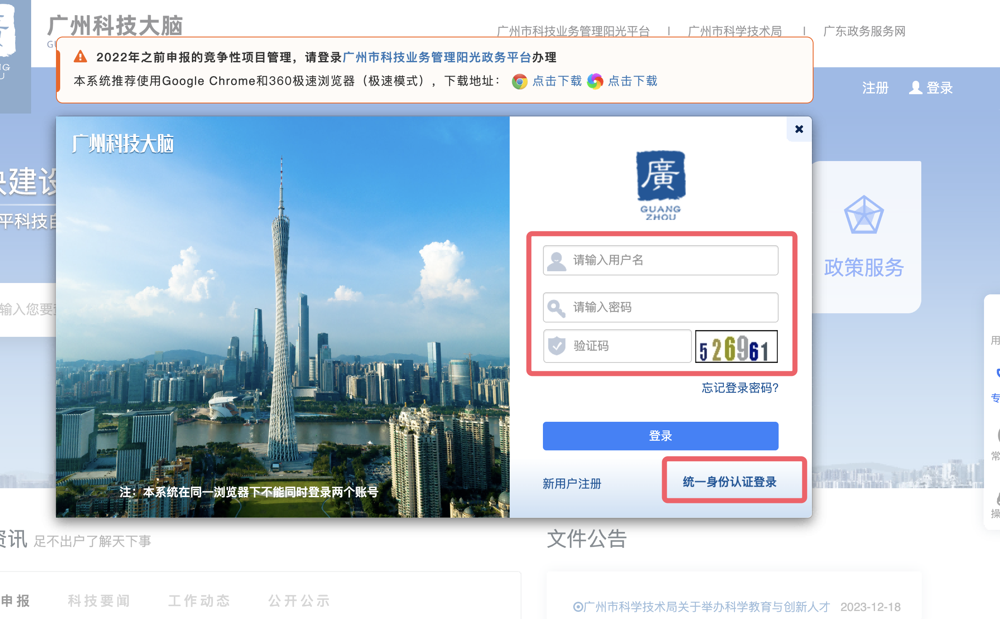 广州科技大脑
广州市科技业务管理阳光平台 | 广州市科学技术局 | 广东政务服务网
2022年之前申报的竞争性项目管理，请登录广州市科技业务管理阳光政务平台办理
本系统推荐使用Google Chrome和360极速浏览器（极速模式），下载地址： 点击下载 点击下载
注册 登录
广州科技大脑
廣
GUANG
ZHOU
建设
平科技自
政策服务
请输入用户名
请输入密码
输入您要
验证码 526961
用
忘记登录密码?
专
登录
常
新用户注册 统一身份认证登录
注：本系统在同一浏览器下不能同时登录两个账号
操
资讯 足不出户了解天下事
文件公告
申报 科技要闻 工作动态 公开公示
广州市科学技术局关于举办科学教育与创新人才 2023-12-18